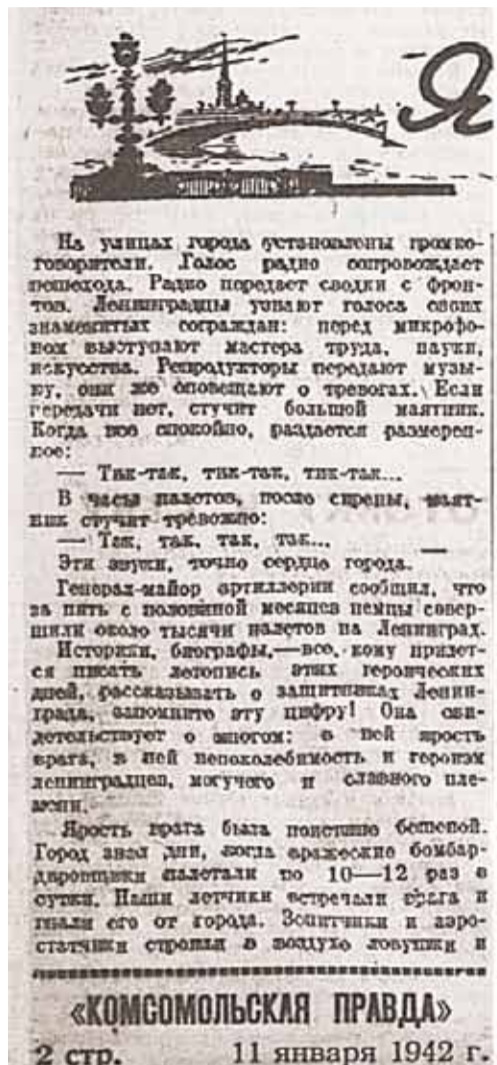 Я
На улицах города установлены громко-
говорители. Голос радио сопровождает
пешехода. Радио передает сводки с фрон-
тов. Ленинградцы узнают голоса своих
знаменитых сограждан: перед микрофо-
ном выступают мастера труда, науки,
искусства. Репродукторы передают музы-
ку, они же оповещают о тревогах. Если
передачи нет, стучит большой маятник.
Когда все спокойно, раздается размерен-
ное:
— Тик-так, тик-так, тик-так...
В часы налетов, после сирены, маят-
ник стучит тревожно:
— Так, так, так, так...
Эти звуки, точно сердце города.
Генерал-майор артиллерии сообщил, что
за пять с половиной месяцев немцы совер-
шили около тысячи налетов на Ленинград.
Историки, биографы,—все, кому придет-
ся писать летопись этих героических
дней, рассказывать о защитниках Ленин-
града, запомните эту цифру! Она сви-
детельствует о многом: в ней ярость
врага, в ней непоколебимость и героизм
ленинградцев, могучего и славного пле-
мени.
Ярость врага была поистине бешеной.
Город знал дни, когда вражеские бомбар-
дировщики налетали по 10—12 раз в
сутки. Наши летчики встречали врага и
гнали его от города. Зенитчики и аэро-
статчики строили в воздухе ловушки и
«КОМСОМОЛЬСКАЯ ПРАВДА»
2 стр. 11 января 1942 г.